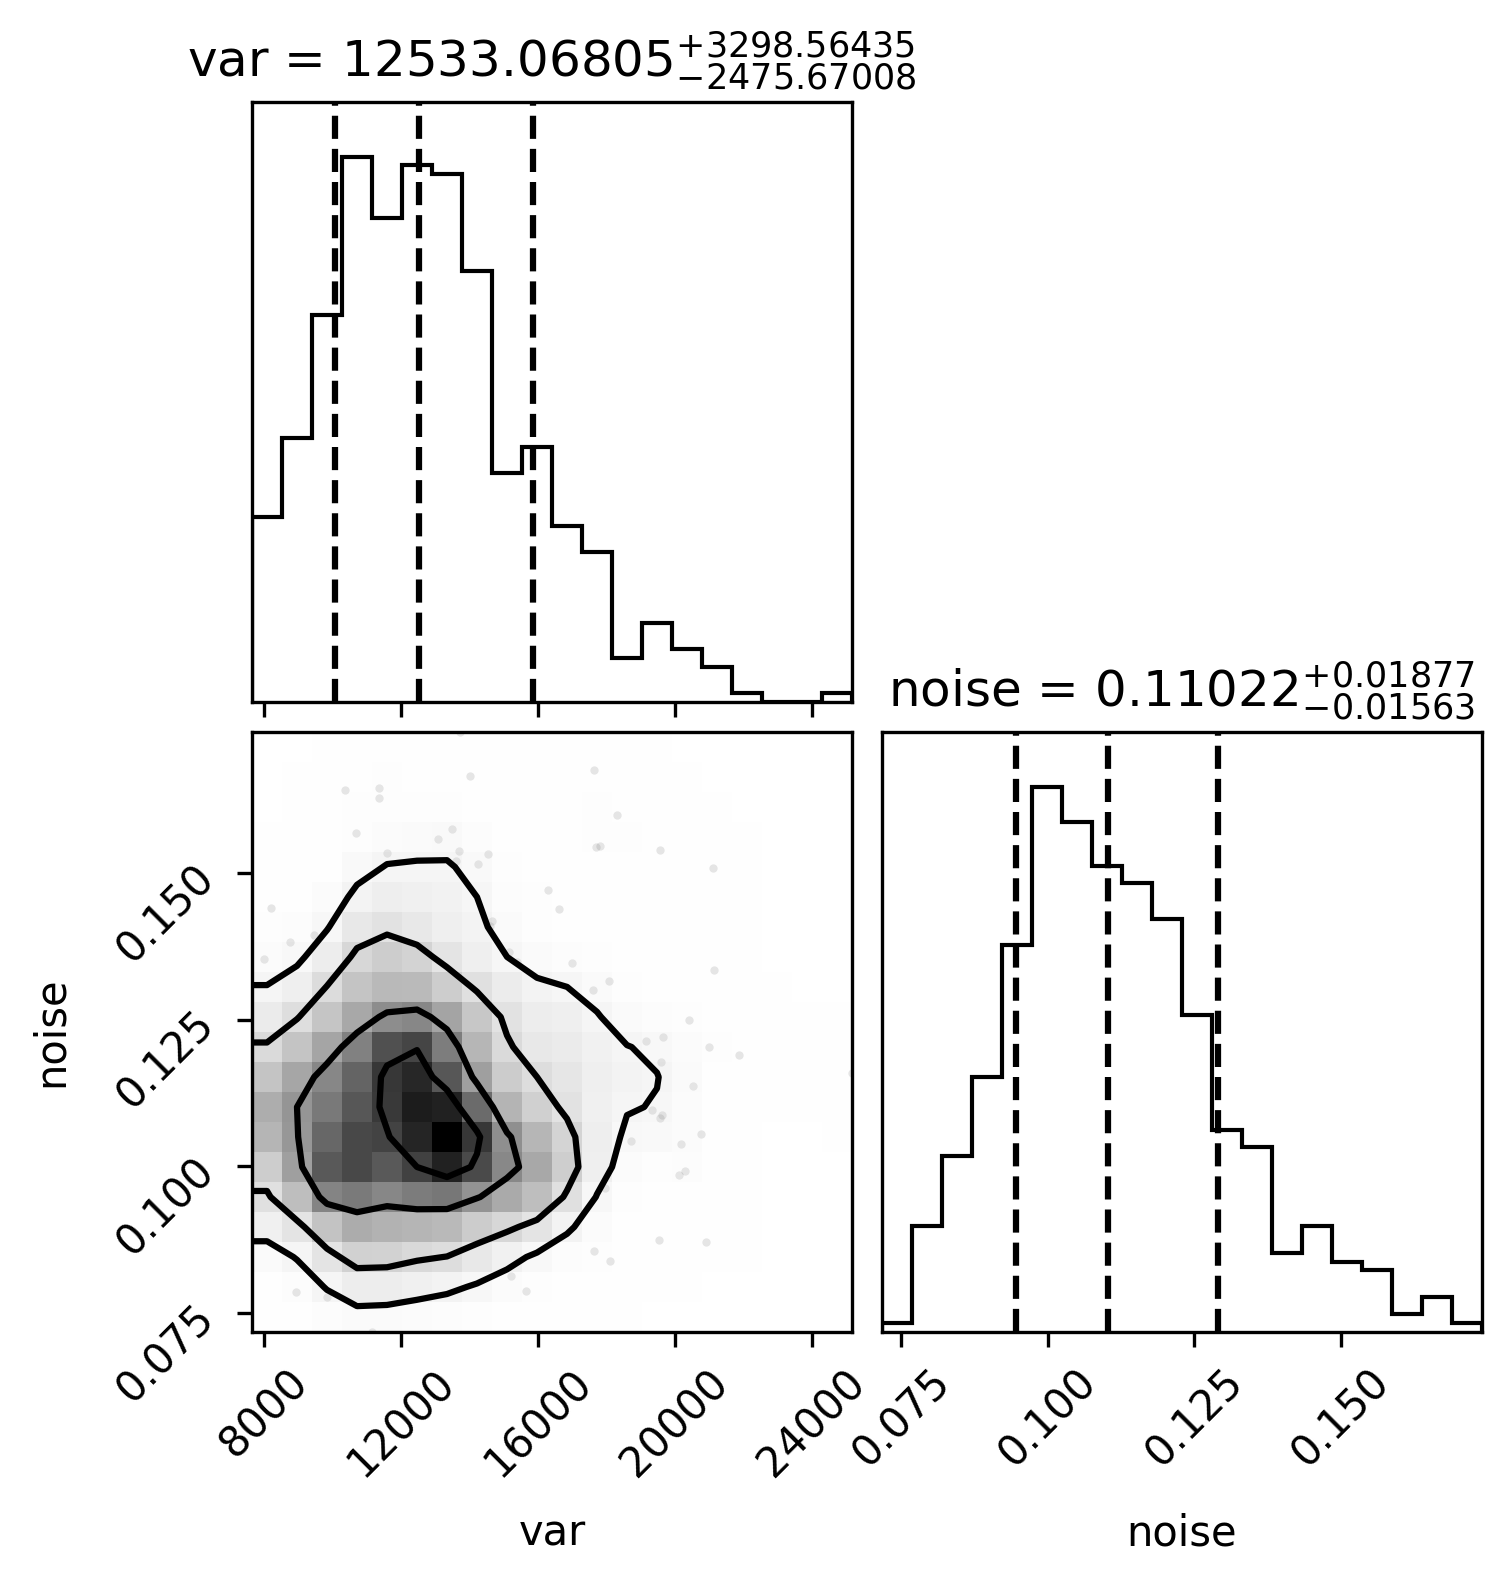 var = 12533.06805+3298.56435−2475.67008
noise = 0.11022+0.01877−0.01563
noise
0.150
0.125
0.100
0.075
8000 12000 16000 20000 24000
0.075 0.100 0.125 0.150
var
noise